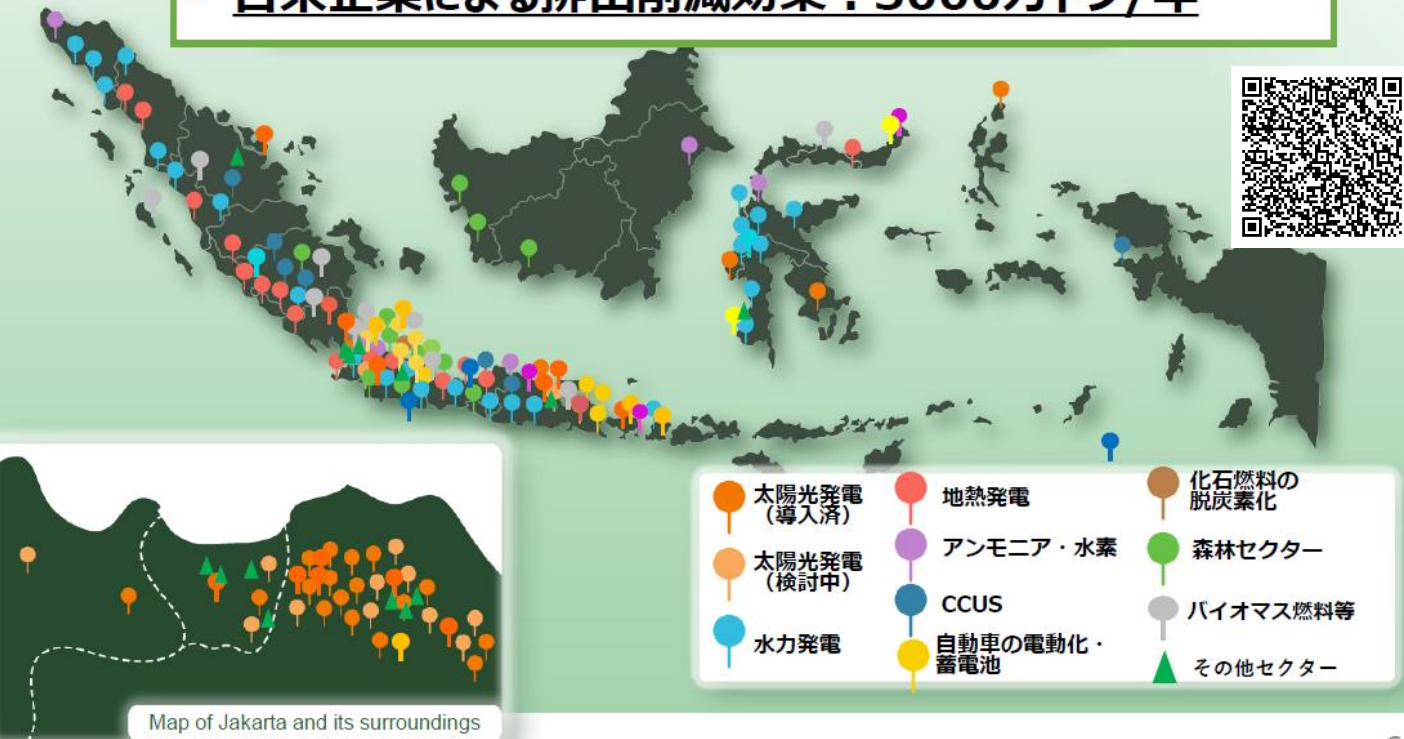 太陽光発電
（導入済）
太陽光発電
（検討中）
水力発電
地熱発電
アンモニア・水素
CCUS
自動車の電動化・
蓄電池
化石燃料の
脱炭素化
森林セクター
バイオマス燃料等
その他セクター
Map of Jakarta and its surroundings